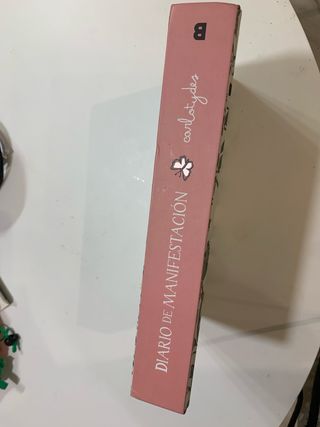 DIARIO DE MANIFESTACIÓN
carlotydes
B